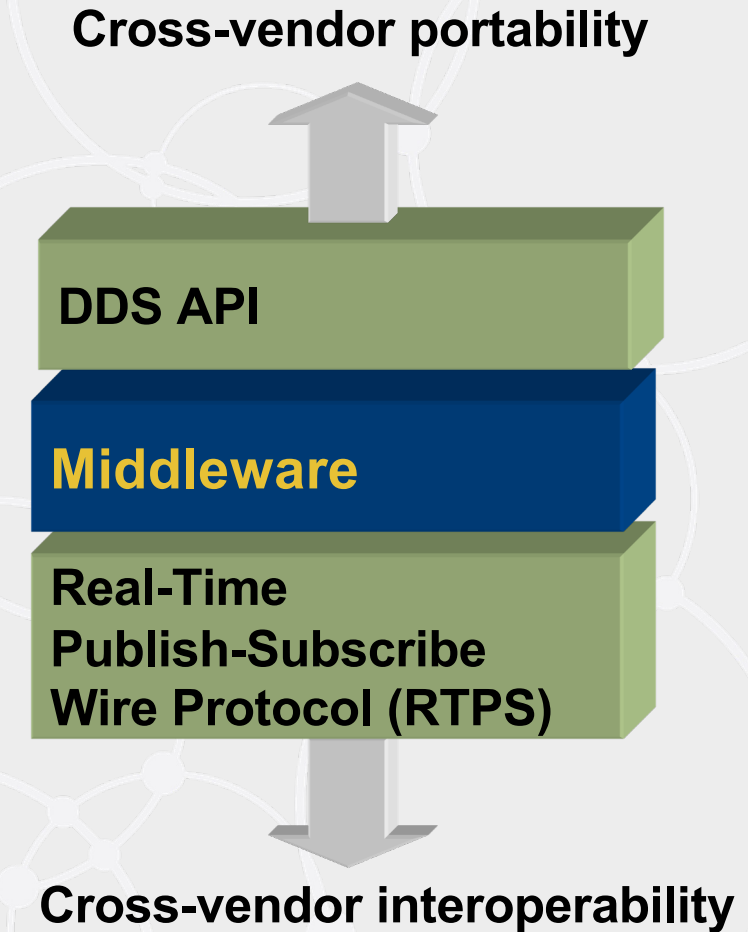 Cross-vendor portability
DDS API
Middleware
Real-Time
Publish-Subscribe
Wire Protocol (RTPS)
Cross-vendor interoperability